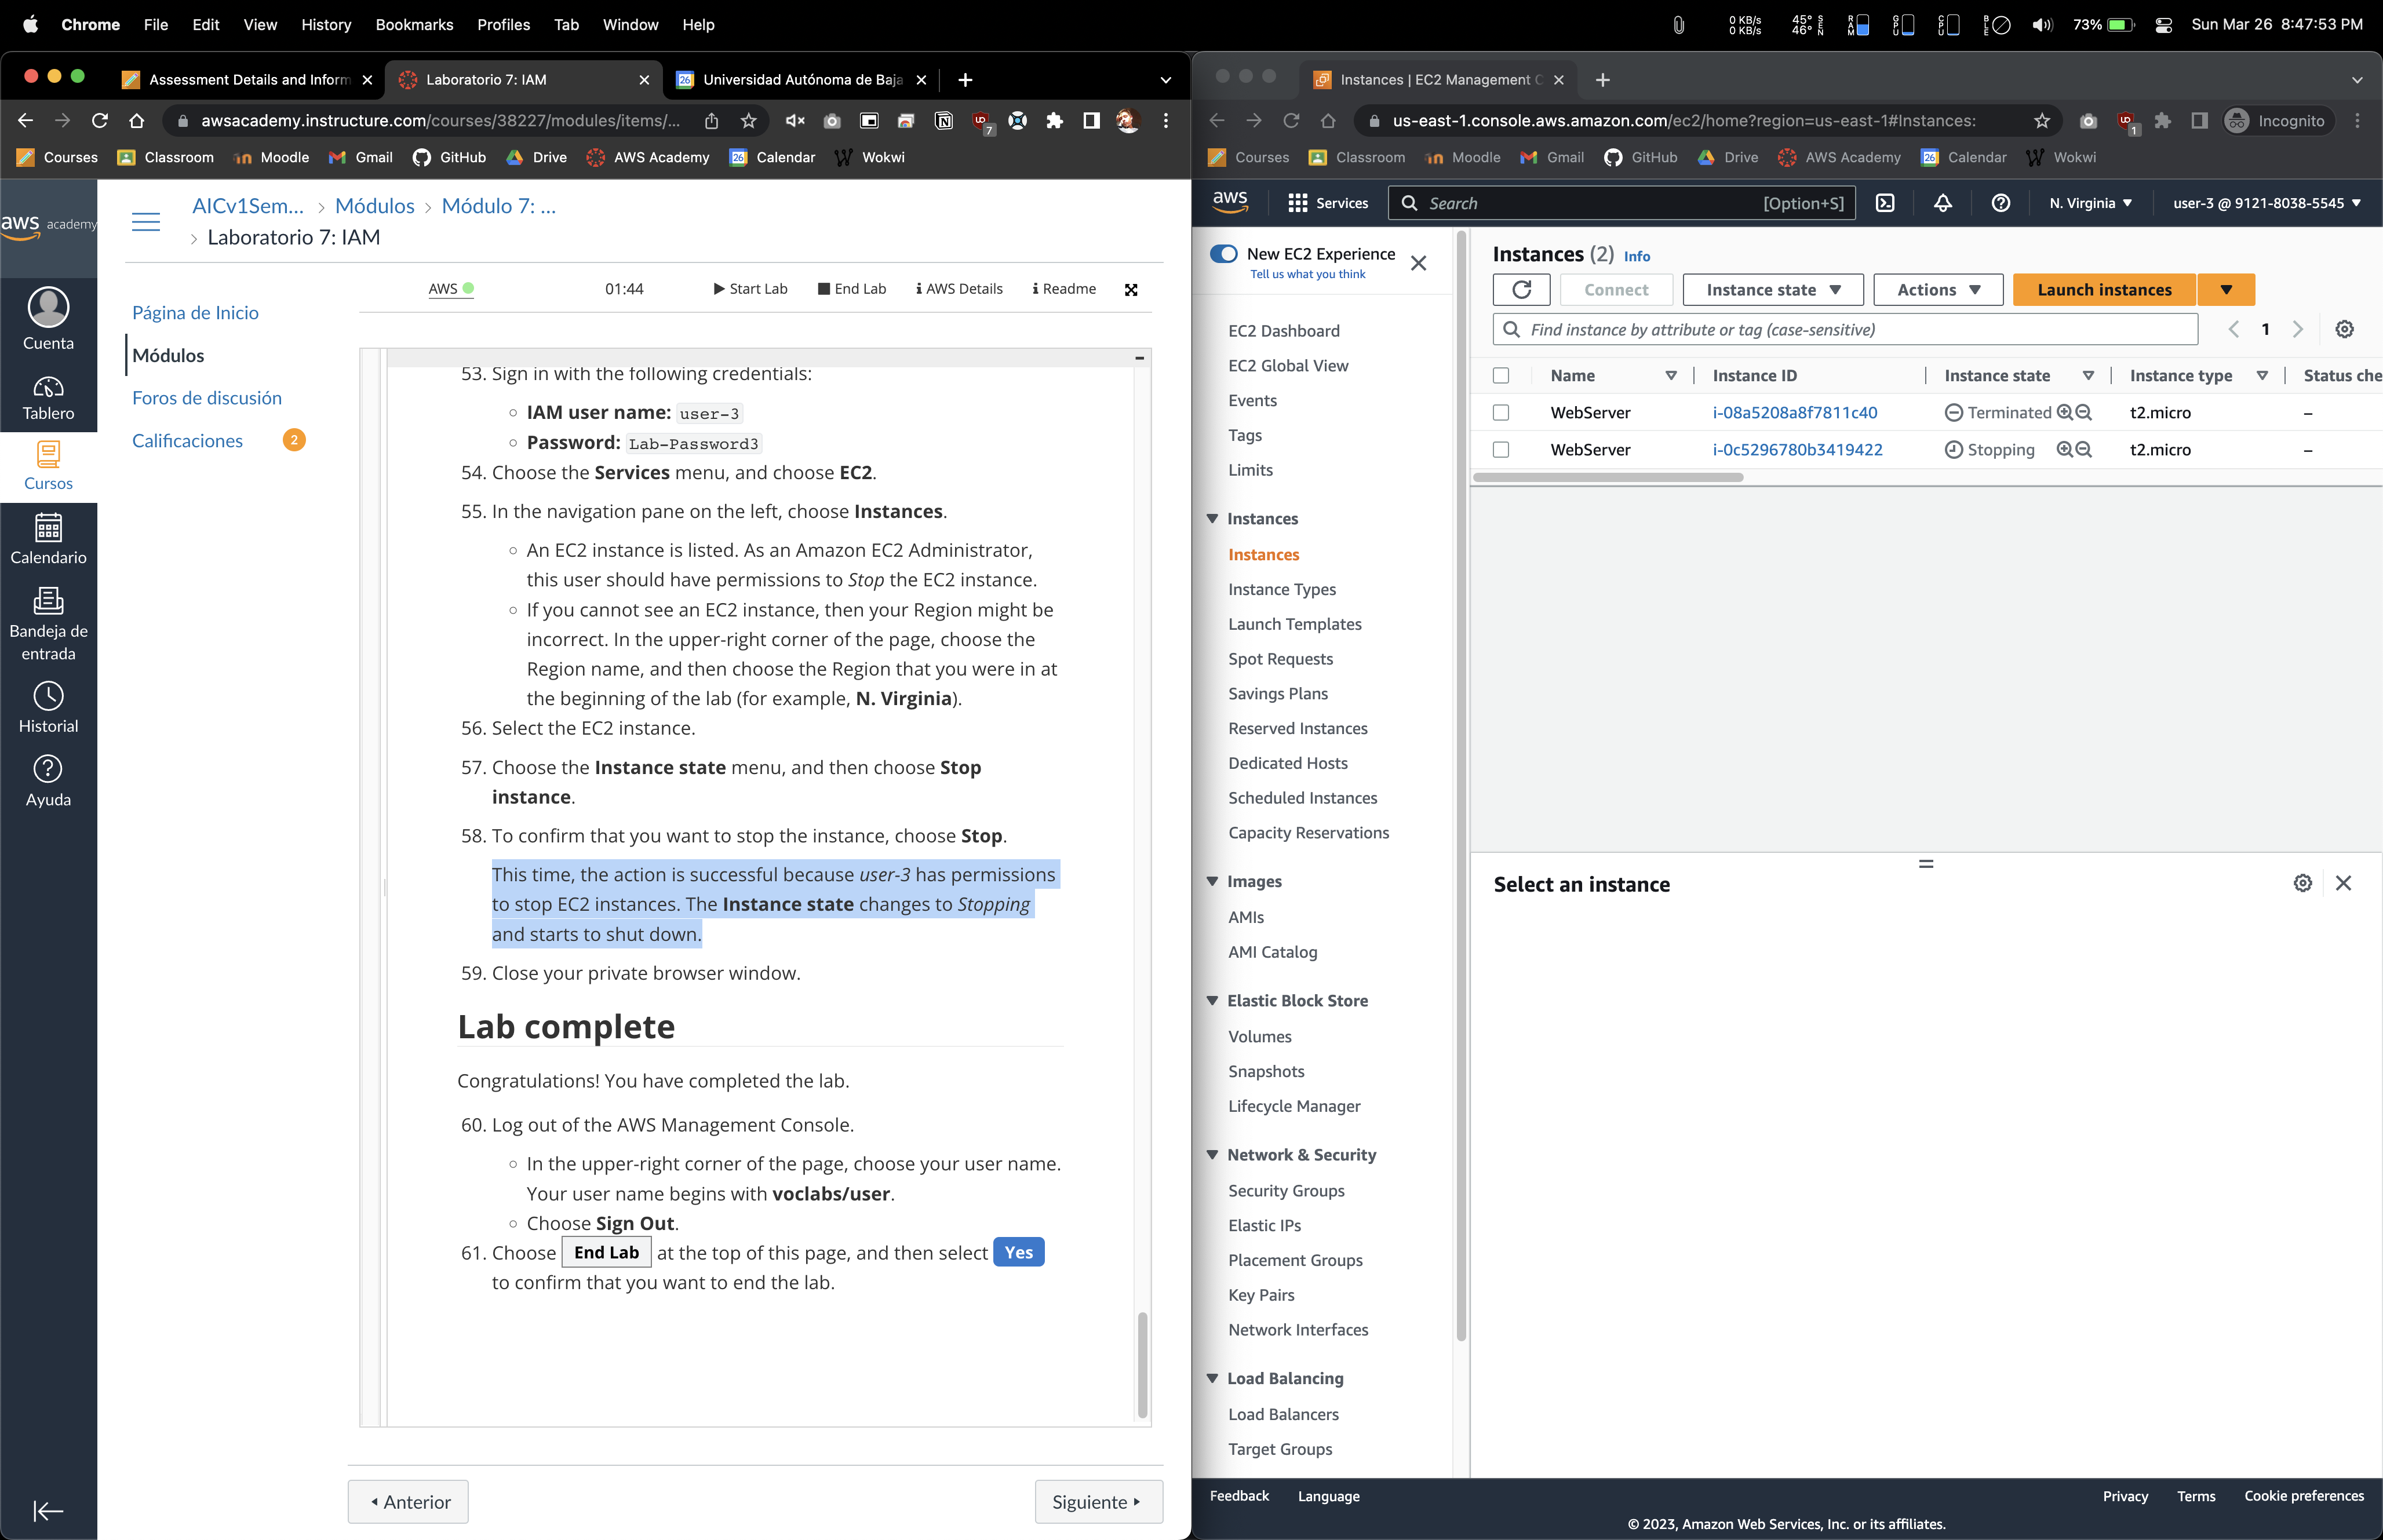 Chrome File Edit View History Bookmarks Profiles Tab Window Help
0 KB/s
0 KB/s
45°
46°
SEN
RAM
GPU
CPU
BLE
73%
Sun Mar 26 8:47:53 PM
Assessment Details and Inform
Laboratorio 7: IAM
26 Universidad Autónoma de Baja
awsacademy.instructure.com/courses/38227/modules/items/...
7
Courses Classroom Moodle Gmail GitHub Drive AWS Academy 26 Calendar Wokwi
aws academy
Cuenta
Tablero
Cursos
Calendario
Bandeja de
entrada
Historial
Ayuda
AICv1Sem... > Módulos > Módulo 7: ...
> Laboratorio 7: IAM
Página de Inicio
Módulos
Foros de discusión
Calificaciones 2
AWS 01:44 Start Lab End Lab AWS Details Readme
53. Sign in with the following credentials:
IAM user name: user-3
Password: Lab-Password3
54. Choose the Services menu, and choose EC2.
55. In the navigation pane on the left, choose Instances.
An EC2 instance is listed. As an Amazon EC2 Administrator,
this user should have permissions to Stop the EC2 instance.
If you cannot see an EC2 instance, then your Region might be
incorrect. In the upper-right corner of the page, choose the
Region name, and then choose the Region that you were in at
the beginning of the lab (for example, N. Virginia).
56. Select the EC2 instance.
57. Choose the Instance state menu, and then choose Stop
instance.
58. To confirm that you want to stop the instance, choose Stop.
This time, the action is successful because user-3 has permissions
to stop EC2 instances. The Instance state changes to Stopping
and starts to shut down.
59. Close your private browser window.
Lab complete
Congratulations! You have completed the lab.
60. Log out of the AWS Management Console.
In the upper-right corner of the page, choose your user name.
Your user name begins with voclabs/user.
Choose Sign Out.
61. Choose End Lab at the top of this page, and then select Yes
to confirm that you want to end the lab.
Anterior
Siguiente
Instances | EC2 Management C
us-east-1.console.aws.amazon.com/ec2/home?region=us-east-1#Instances:
1
Incognito
Courses Classroom Moodle Gmail GitHub Drive AWS Academy 26 Calendar Wokwi
aws Services Search [Option+S] N. Virginia user-3 @ 9121-8038-5545
New EC2 Experience
Tell us what you think
EC2 Dashboard
EC2 Global View
Events
Tags
Limits
Instances
Instances
Instance Types
Launch Templates
Spot Requests
Savings Plans
Reserved Instances
Dedicated Hosts
Scheduled Instances
Capacity Reservations
Images
AMIs
AMI Catalog
Elastic Block Store
Volumes
Snapshots
Lifecycle Manager
Network & Security
Security Groups
Elastic IPs
Placement Groups
Key Pairs
Network Interfaces
Load Balancing
Load Balancers
Target Groups
Instances (2) Info
Connect Instance state Actions Launch instances
Find instance by attribute or tag (case-sensitive)
1
Name Instance ID Instance state Instance type Status che
WebServer i-08a5208a8f7811c40 Terminated t2.micro –
WebServer i-0c5296780b3419422 Stopping t2.micro –
Select an instance
Feedback Language Privacy Terms Cookie preferences
© 2023, Amazon Web Services, Inc. or its affiliates.